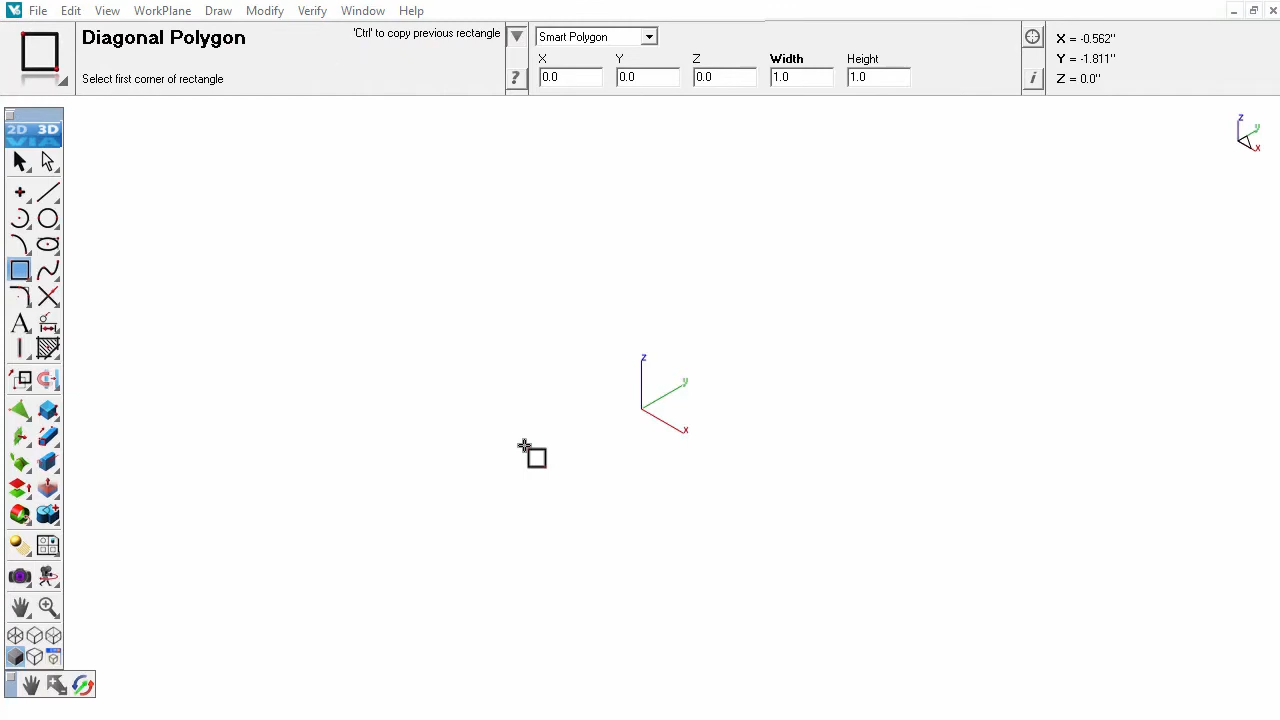 File Edit View WorkPlane Draw Modify Verify Window Help
Diagonal Polygon
'Ctrl' to copy previous rectangle
Select first corner of rectangle
?
Smart Polygon
X Y Z Width Height
0.0 0.0 0.0 1.0 1.0
i
X = -0.562"
Y = -1.811"
Z = 0.0"
2D 3D
VIA
A
z
y
x
z
y
x